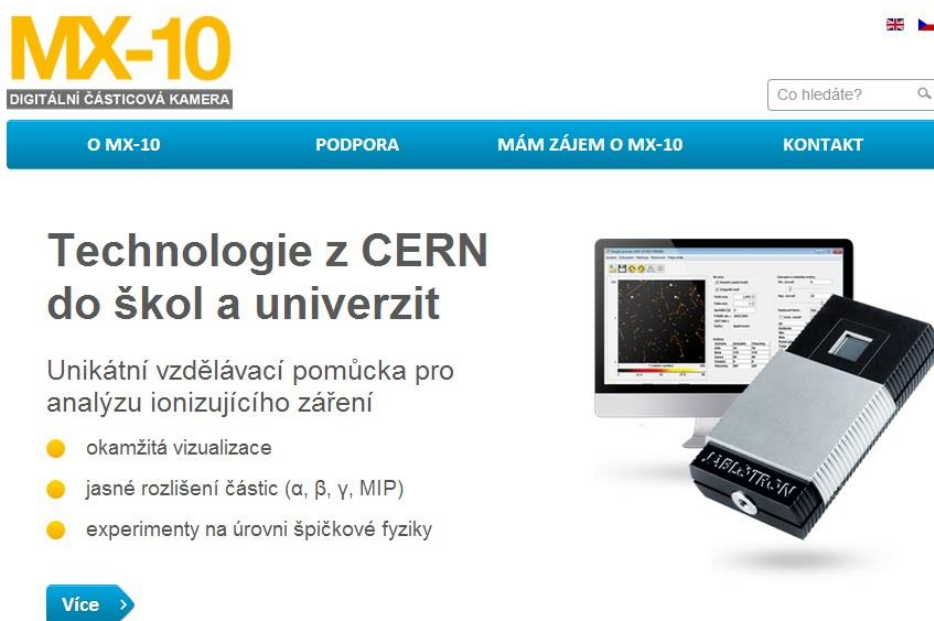 MX-10
DIGITÁLNÍ ČÁSTICOVÁ KAMERA
Co hledáte?
O MX-10
PODPORA
MÁM ZÁJEM O MX-10
KONTAKT
Technologie z CERN
do škol a univerzit
Unikátní vzdělávací pomůcka pro
analýzu ionizujícího záření
okamžitá vizualizace
jasné rozlišení částic (α, β, γ, MIP)
experimenty na úrovni špičkové fyziky
JABLOTRON
Více